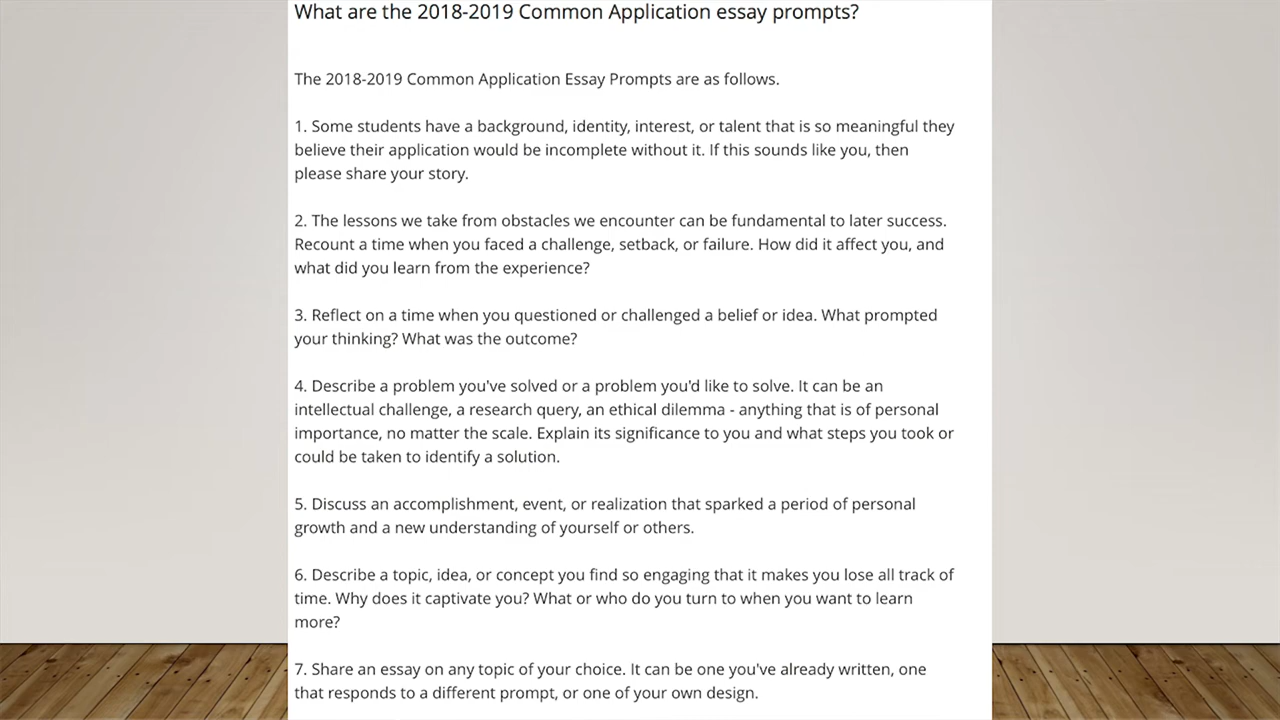 What are the 2018-2019 Common Application essay prompts?
The 2018-2019 Common Application Essay Prompts are as follows.
1. Some students have a background, identity, interest, or talent that is so meaningful they
believe their application would be incomplete without it. If this sounds like you, then
please share your story.
2. The lessons we take from obstacles we encounter can be fundamental to later success.
Recount a time when you faced a challenge, setback, or failure. How did it affect you, and
what did you learn from the experience?
3. Reflect on a time when you questioned or challenged a belief or idea. What prompted
your thinking? What was the outcome?
4. Describe a problem you've solved or a problem you'd like to solve. It can be an
intellectual challenge, a research query, an ethical dilemma - anything that is of personal
importance, no matter the scale. Explain its significance to you and what steps you took or
could be taken to identify a solution.
5. Discuss an accomplishment, event, or realization that sparked a period of personal
growth and a new understanding of yourself or others.
6. Describe a topic, idea, or concept you find so engaging that it makes you lose all track of
time. Why does it captivate you? What or who do you turn to when you want to learn
more?
7. Share an essay on any topic of your choice. It can be one you've already written, one
that responds to a different prompt, or one of your own design.